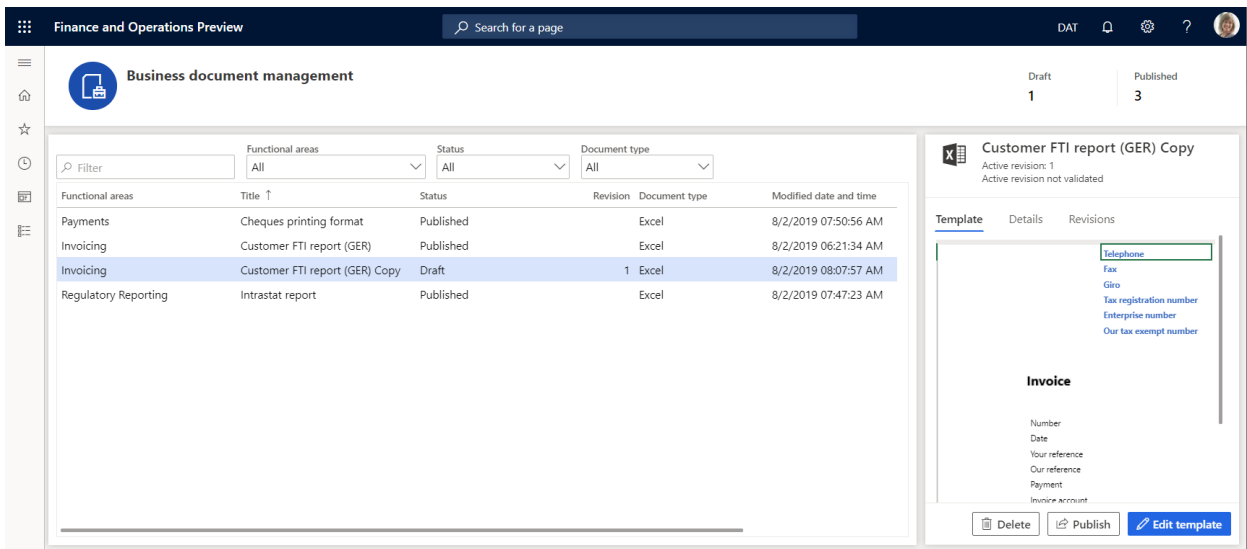 Finance and Operations Preview
Search for a page
DAT
?
Business document management
Draft
1
Published
3
Functional areas
Status
Document type
Filter
All
All
All
Functional areas Title ↑ Status Revision Document type Modified date and time
Payments Cheques printing format Published Excel 8/2/2019 07:50:56 AM
Invoicing Customer FTI report (GER) Published Excel 8/2/2019 06:21:34 AM
Invoicing Customer FTI report (GER) Copy Draft 1 Excel 8/2/2019 08:07:57 AM
Regulatory Reporting Intrastat report Published Excel 8/2/2019 07:47:23 AM
Customer FTI report (GER) Copy
Active revision: 1
Active revision not validated
Template Details Revisions
Telephone
Fax
Giro
Tax registration number
Enterprise number
Our tax exempt number
Invoice
Number
Date
Your reference
Our reference
Payment
Invoice account
Delete Publish Edit template